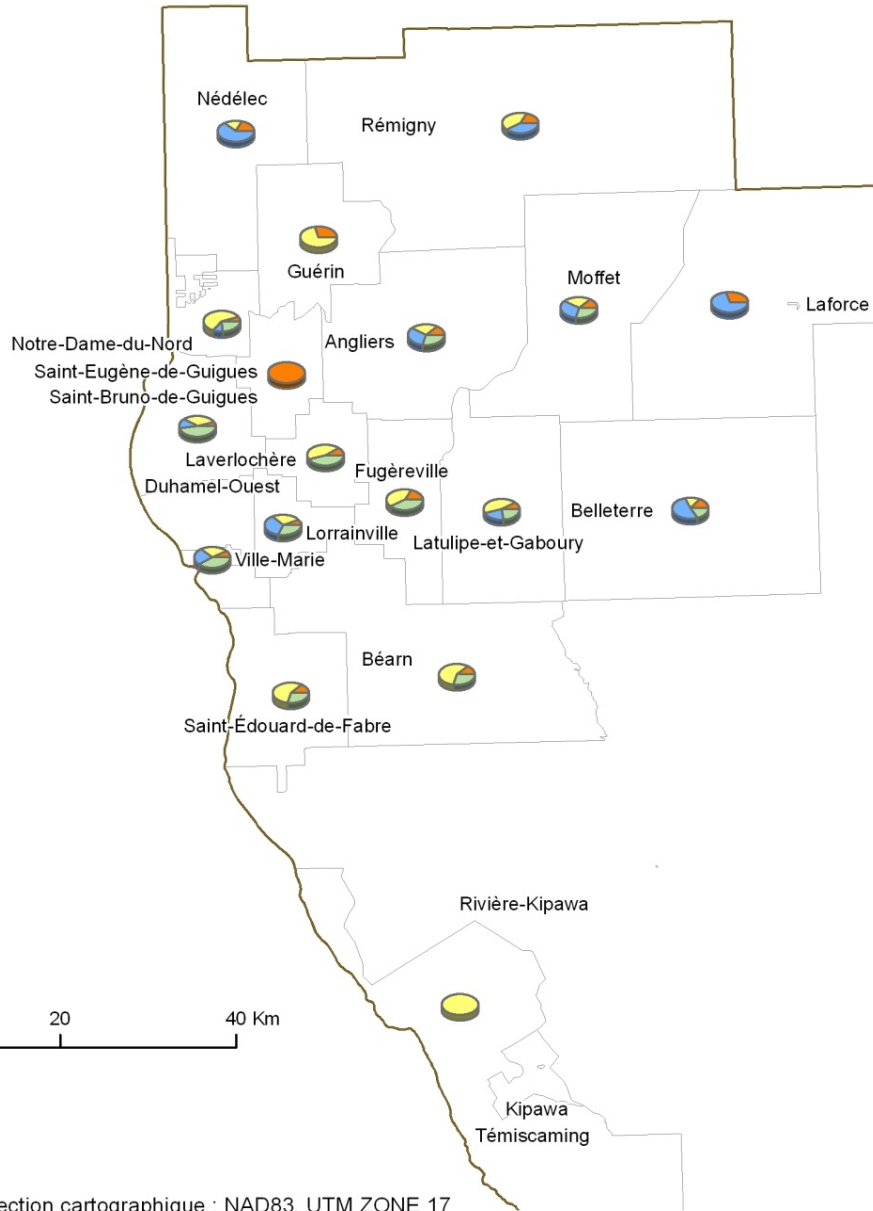 Nédélec
Rémigny
Guérin
Moffet
Laforce
Notre-Dame-du-Nord
Angliers
Saint-Eugène-de-Guigues
Saint-Bruno-de-Guigues
Laverlochère
Fugèreville
Duhamel-Ouest
Belleterre
Lorrainville
Latulipe-et-Gaboury
Ville-Marie
Béarn
Saint-Édouard-de-Fabre
Rivière-Kipawa
20
40 Km
Kipawa
Témiscaming
ection cartographique : NAD83, UTM ZONE 17